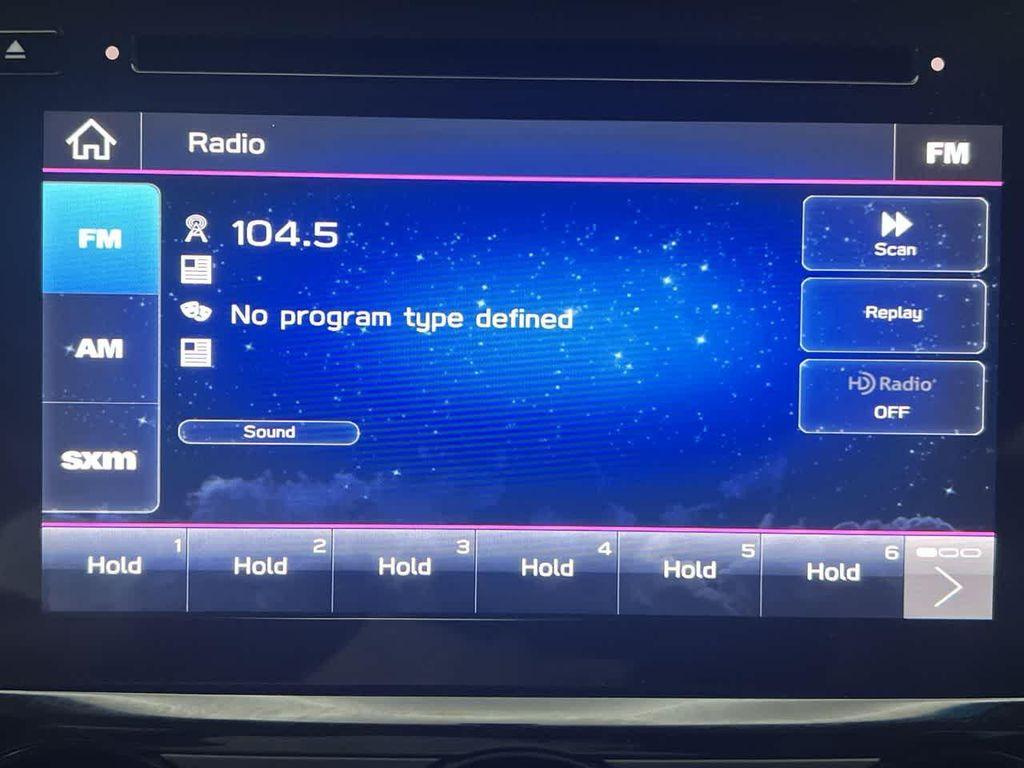 Radio
FM
FM
104.5
Scan
No program type defined
Replay
AM
HD Radio
OFF
Sound
sxm
1
Hold
2
Hold
3
Hold
4
Hold
5
Hold
6
Hold